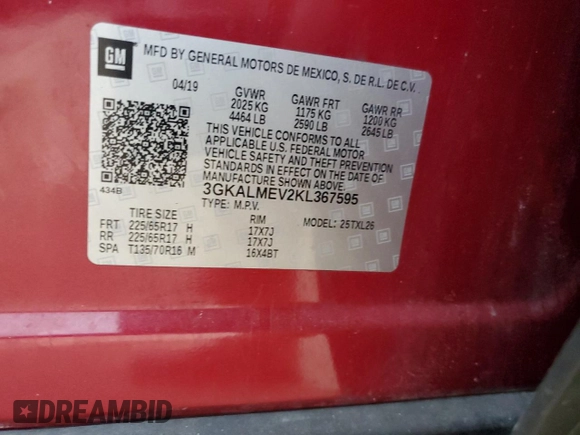 GM
MFD BY GENERAL MOTORS DE MEXICO, S. DE R.L. DE C.V.
04/19 GVWR GAWR FRT GAWR RR
2025 KG 1175 KG 1200 KG
4464 LB 2590 LB 2645 LB
THIS VEHICLE CONFORMS TO ALL
APPLICABLE U.S. FEDERAL MOTOR
VEHICLE SAFETY AND THEFT PREVENTION
STANDARDS IN EFFECT ON THE DATE OF
MANUFACTURE SHOWN ABOVE.
434B 3GKALMEV2KL367595
TYPE: M.P.V. MODEL: 25TXL26
TIRE SIZE RIM
FRT 225/65R17 H 17X7J
RR 225/65R17 H 17X7J
SPA T135/70R16 M 16X4BT
DREAMBID